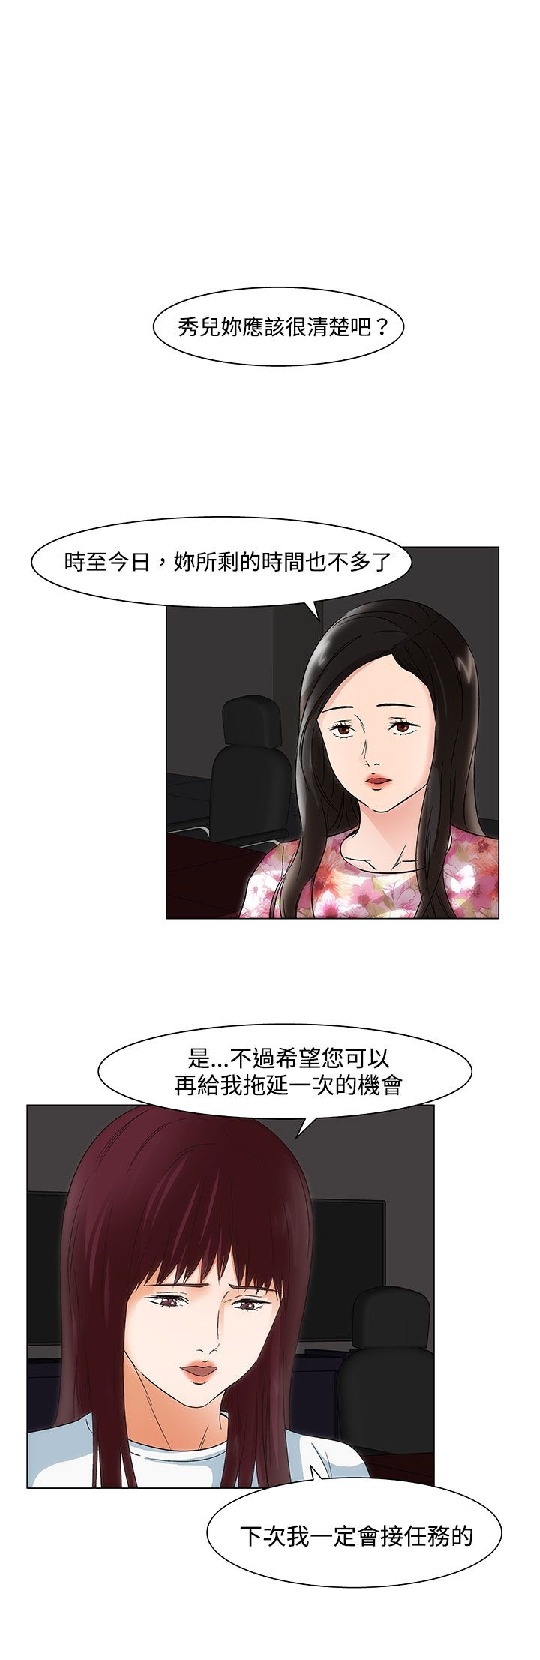 秀兒妳應該很清楚吧？
時至今日，妳所剩的時間也不多了
是...不過希望您可以
再給我拖延一次的機會
下次我一定會接任務的